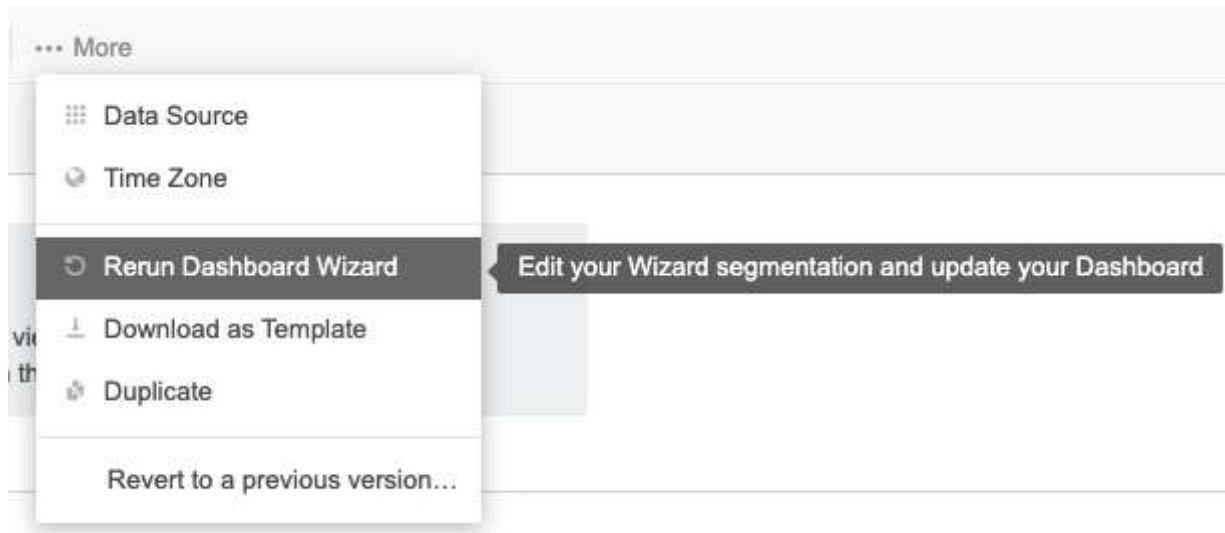 ··· More
Data Source
Time Zone
Rerun Dashboard Wizard
Edit your Wizard segmentation and update your Dashboard
Download as Template
Duplicate
Revert to a previous version…